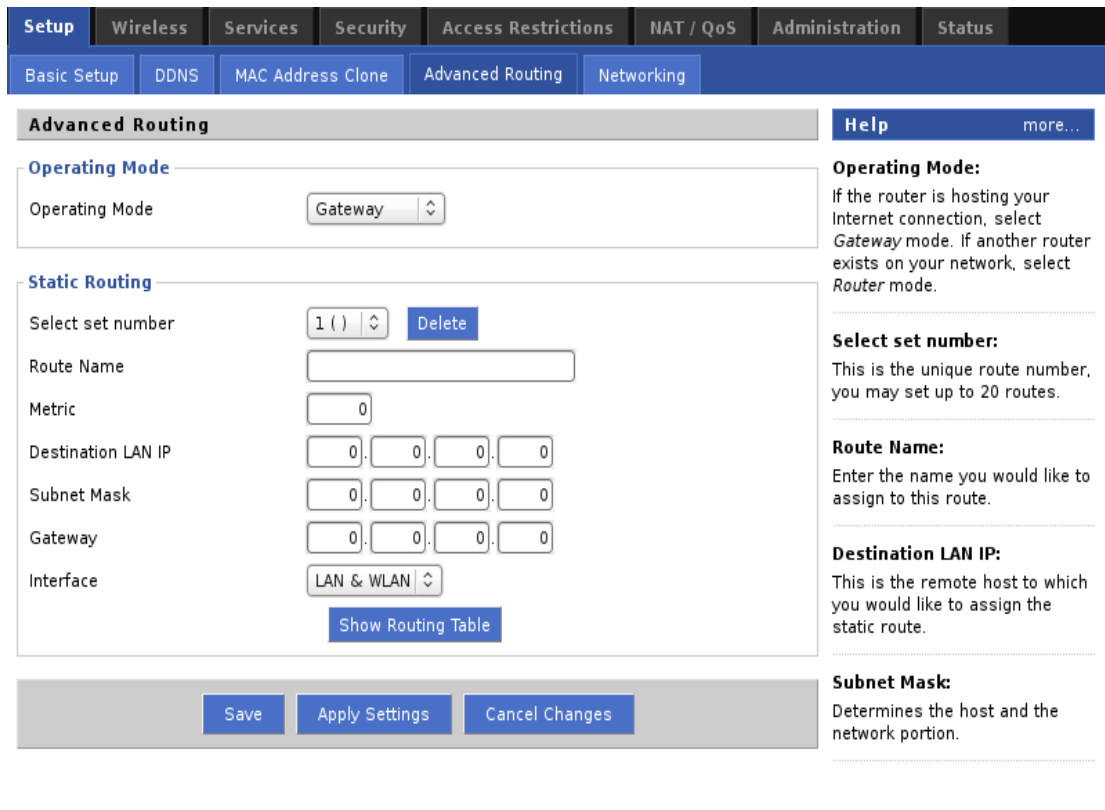 Setup Wireless Services Security Access Restrictions NAT / QoS Administration Status
Basic Setup DDNS MAC Address Clone Advanced Routing Networking
Advanced Routing
Operating Mode
Operating Mode Gateway
Static Routing
Select set number 1 ( ) Delete
Route Name
Metric 0
Destination LAN IP 0. 0. 0. 0
Subnet Mask 0. 0. 0. 0
Gateway 0. 0. 0. 0
Interface LAN & WLAN
Show Routing Table
Save Apply Settings Cancel Changes
Help more...
Operating Mode:
If the router is hosting your
Internet connection, select
Gateway mode. If another router
exists on your network, select
Router mode.
Select set number:
This is the unique route number,
you may set up to 20 routes.
Route Name:
Enter the name you would like to
assign to this route.
Destination LAN IP:
This is the remote host to which
you would like to assign the
static route.
Subnet Mask:
Determines the host and the
network portion.